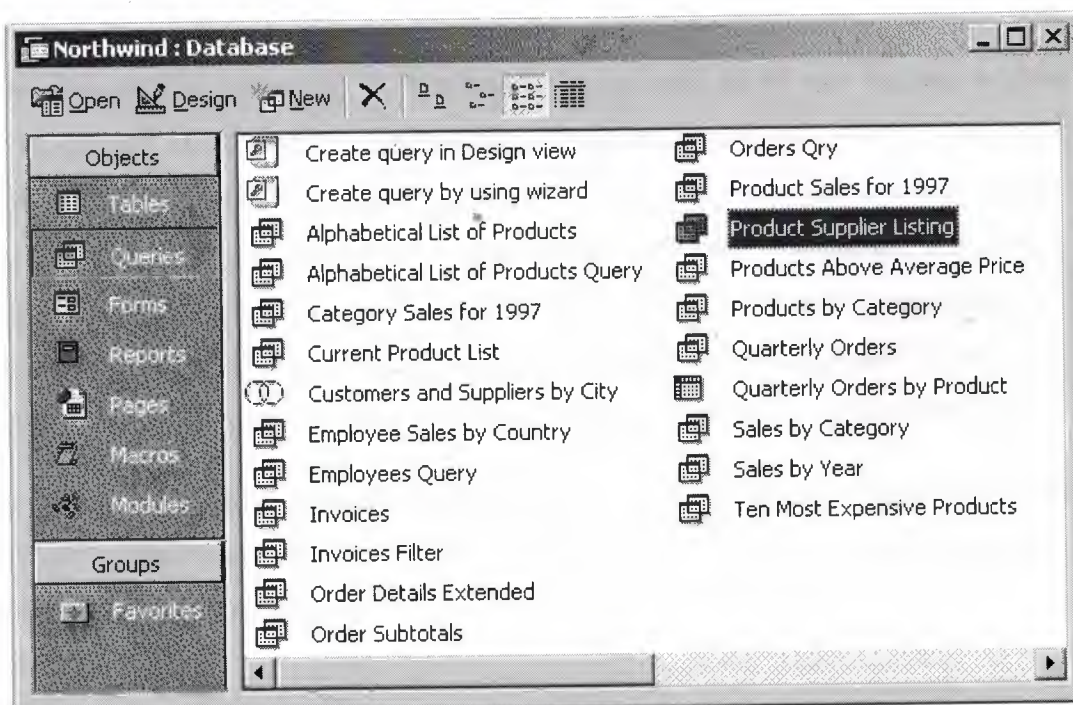 Northwind : Database
Open Design New
Objects
Tables
Queries
Forms
Reports
Pages
Macros
Modules
Groups
Favorites
Create query in Design view
Create query by using wizard
Alphabetical List of Products
Alphabetical List of Products Query
Category Sales for 1997
Current Product List
Customers and Suppliers by City
Employee Sales by Country
Employees Query
Invoices
Invoices Filter
Order Details Extended
Order Subtotals
Orders Qry
Product Sales for 1997
Product Supplier Listing
Products Above Average Price
Products by Category
Quarterly Orders
Quarterly Orders by Product
Sales by Category
Sales by Year
Ten Most Expensive Products